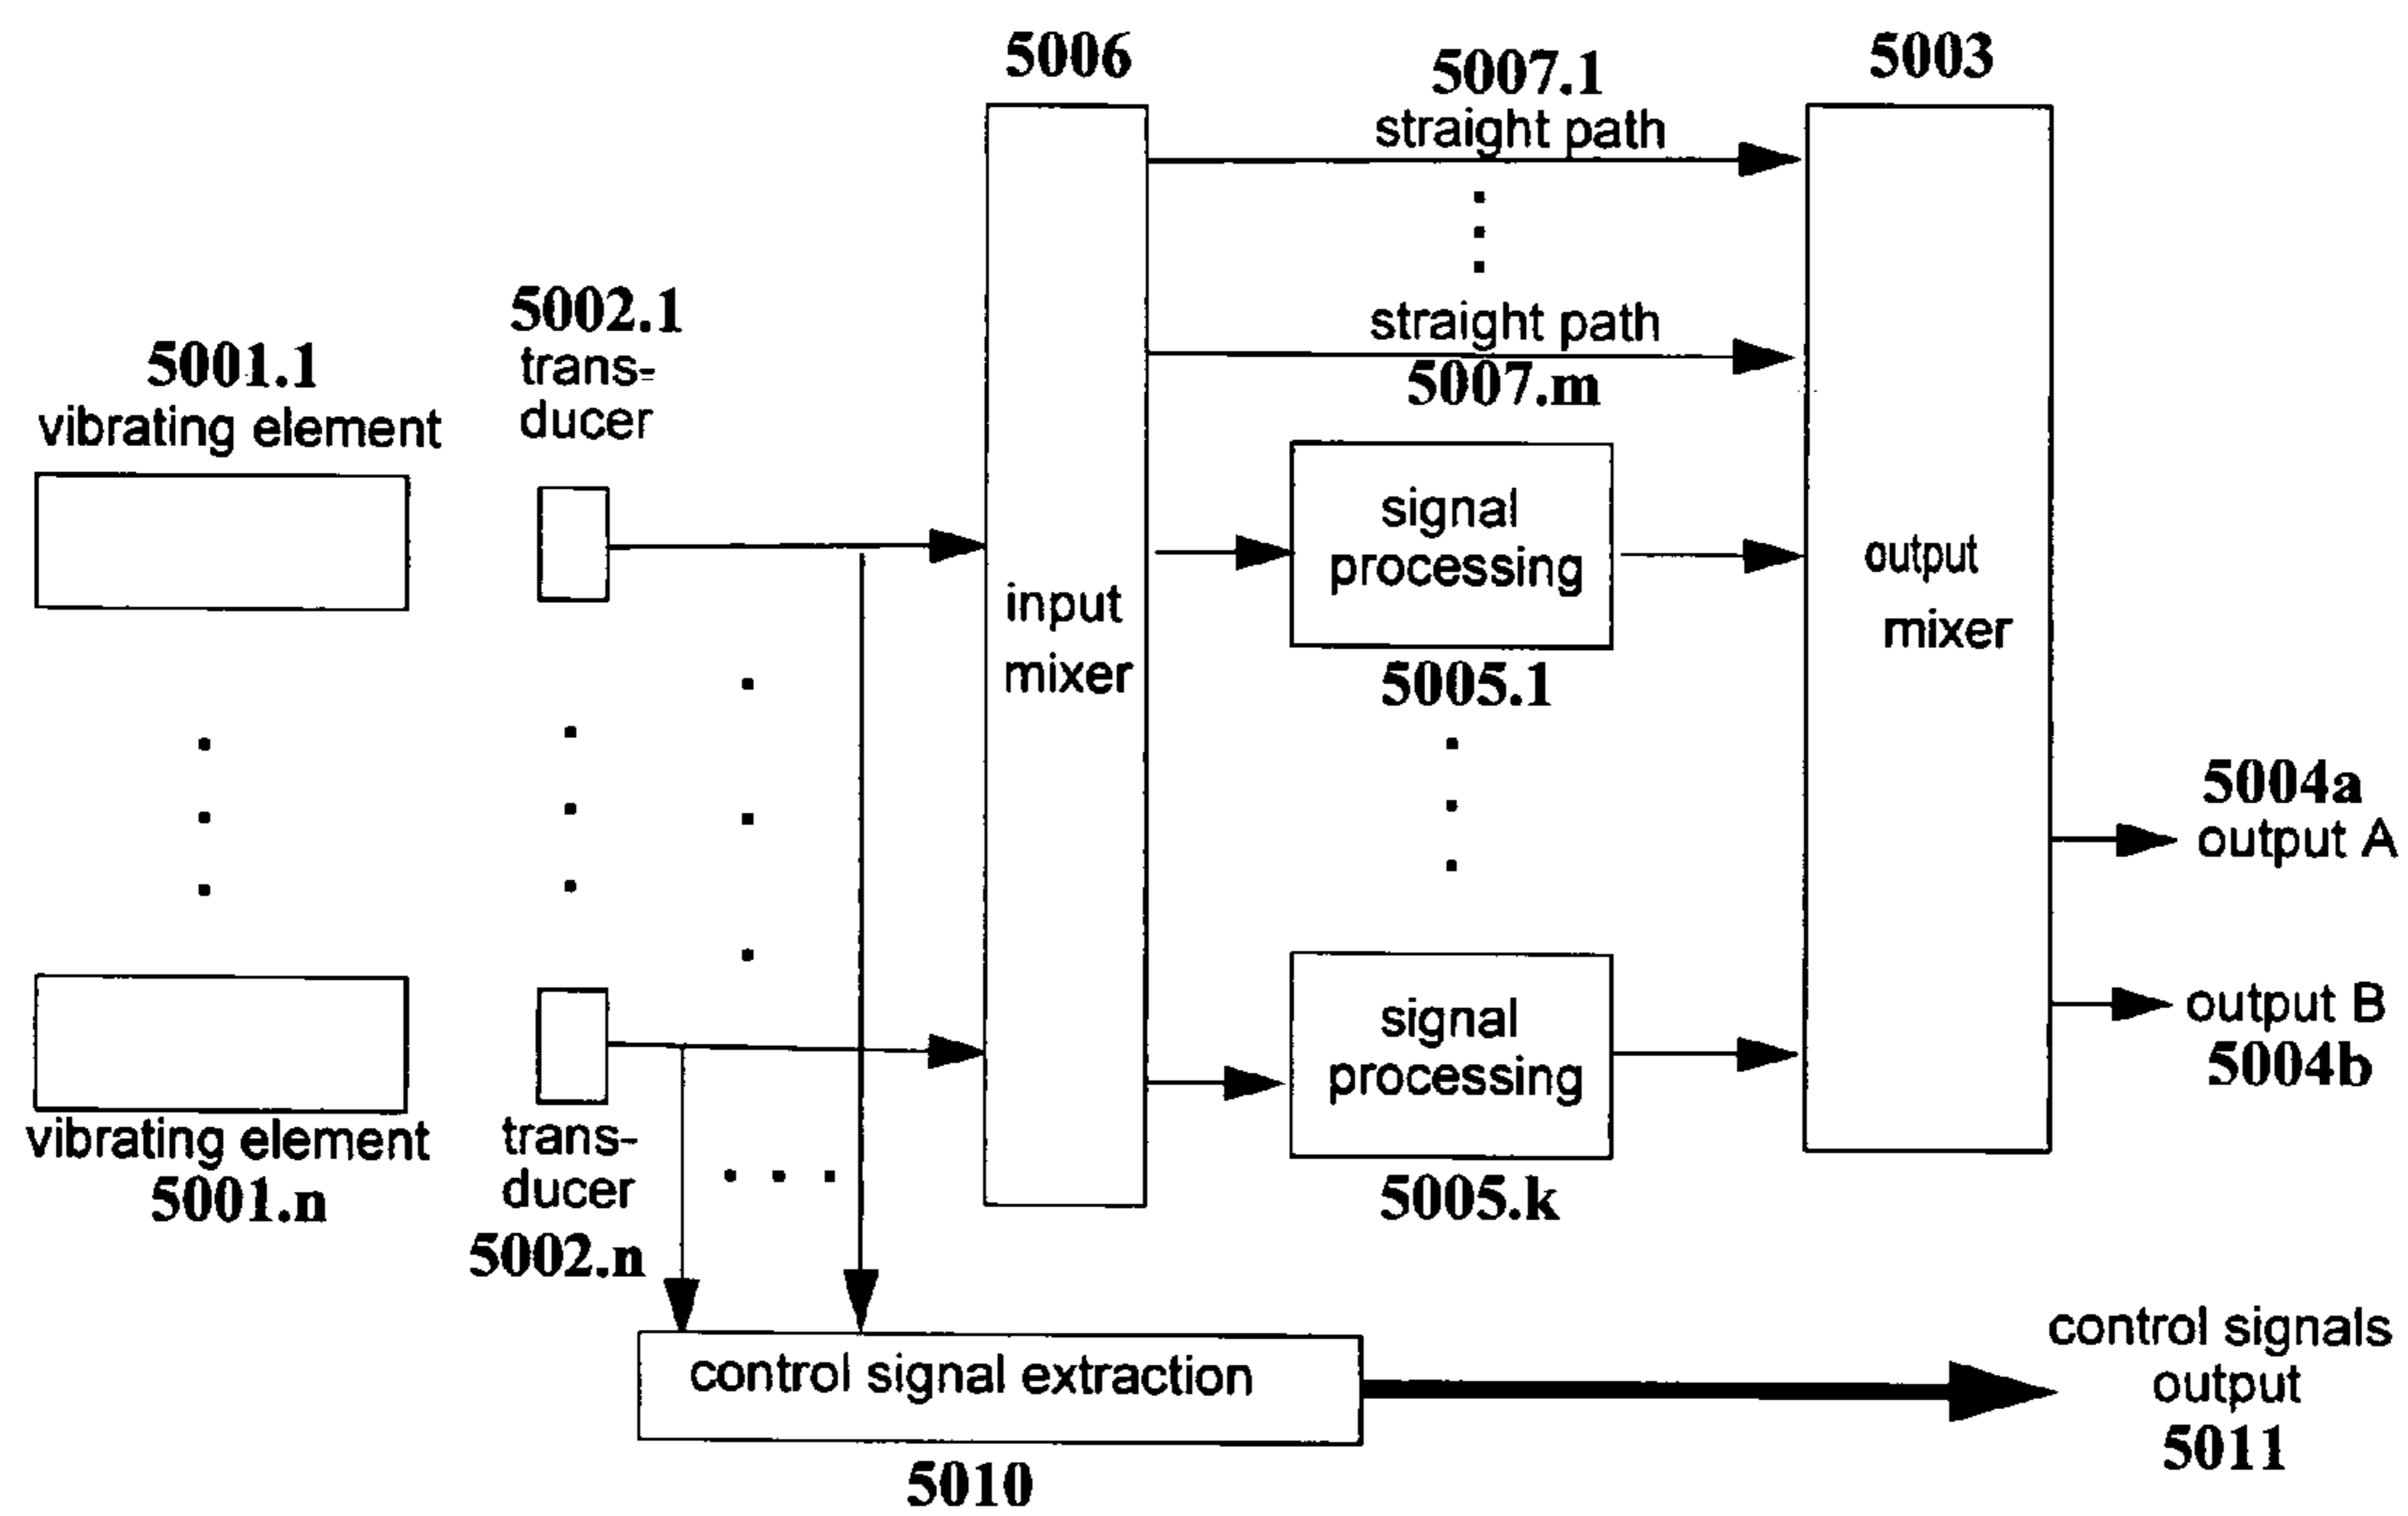 5006
5007.1
5003
straight path
5002.1
trans-
ducer
straight path
5007.m
5001.1
vibrating element
signal
processing
5005.1
input
mixer
output
mixer
5004a
output A
output B
5004b
signal
processing
5005.k
vibrating element
5001.n
trans-
ducer
5002.n
control signal extraction
5010
control signals
output
5011